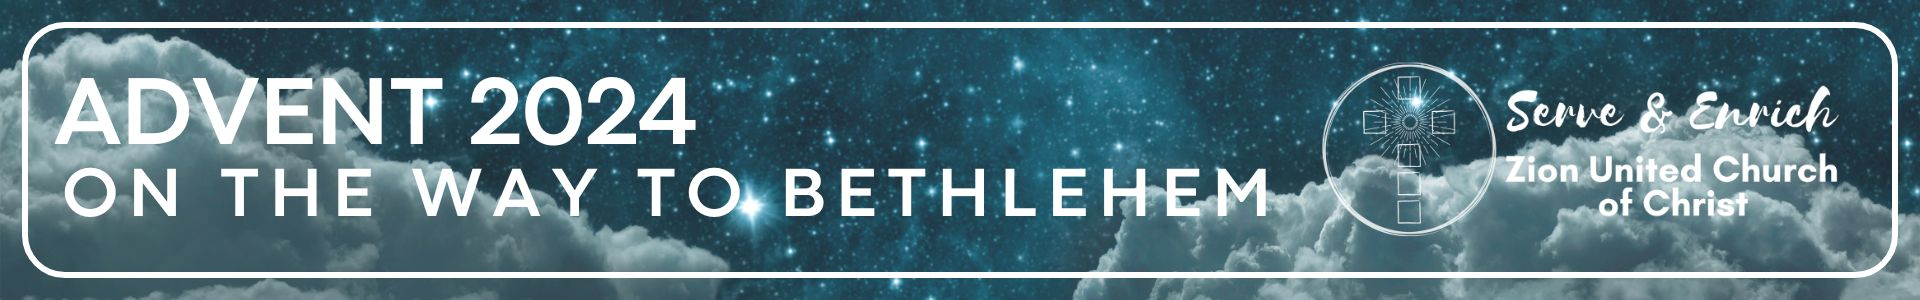 ADVENT 2024
ON THE WAY TO BETHLEHEM
Serve & Enrich
Zion United Church
of Christ